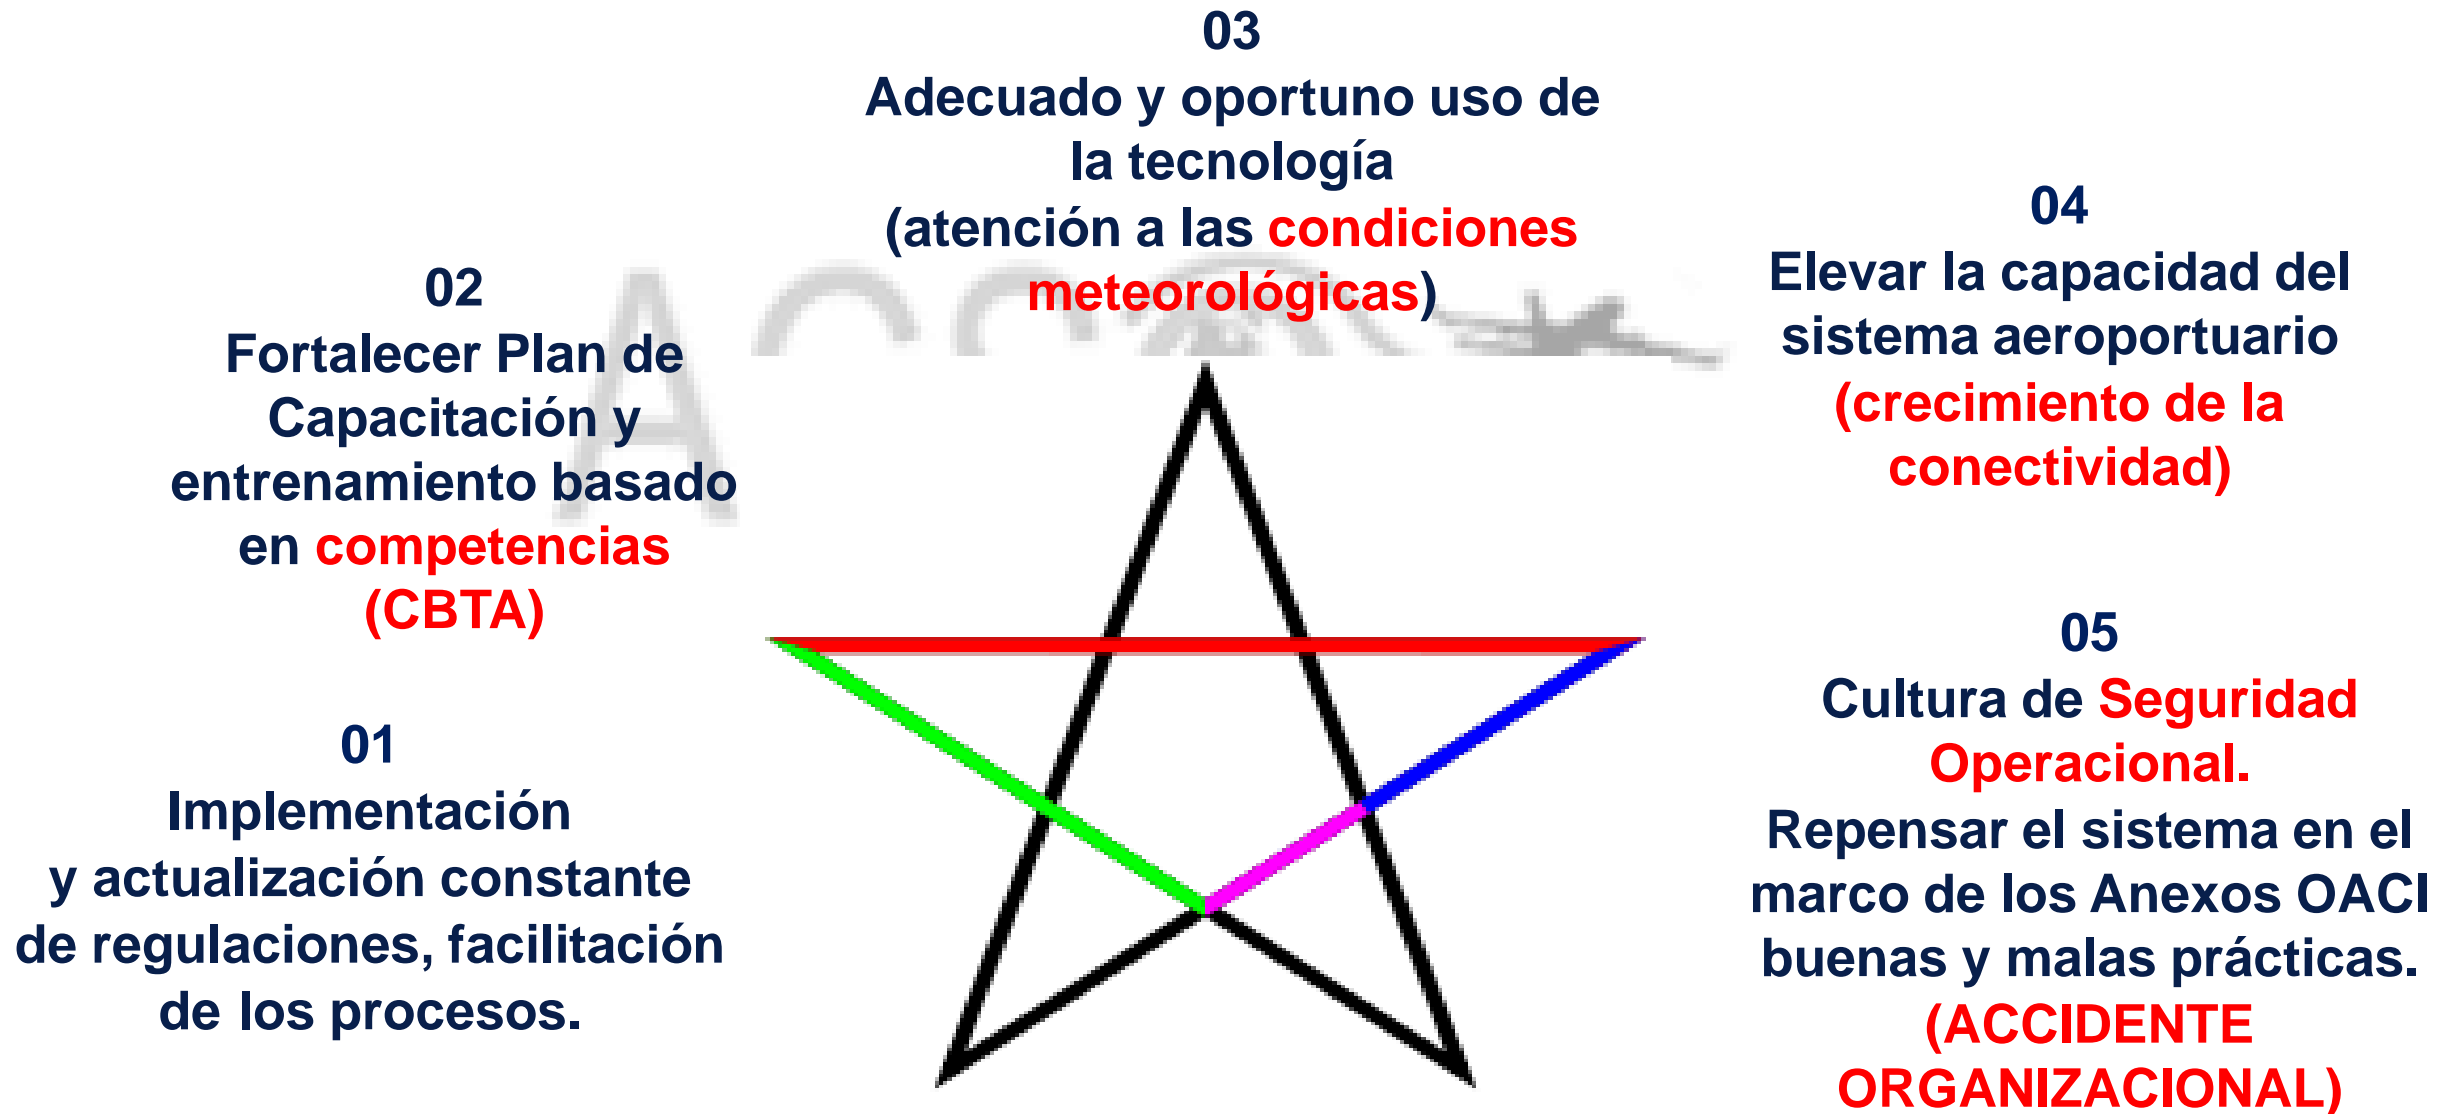 01
Implementación
y actualización constante
de regulaciones, facilitación
de los procesos.
02
Fortalecer Plan de
Capacitación y
entrenamiento basado
en competencias
(CBTA)
03
Adecuado y oportuno uso de
la tecnología
(atención a las condiciones
meteorológicas)
04
Elevar la capacidad del
sistema aeroportuario
(crecimiento de la
conectividad)
05
Cultura de Seguridad
Operacional.
Repensar el sistema en el
marco de los Anexos OACI
buenas y malas prácticas.
(ACCIDENTE
ORGANIZACIONAL)